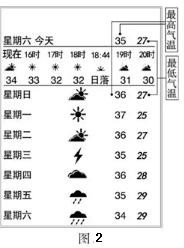 最高气温
星期六 今天 35 27
现在 16时 17时 18时 18:44 19时 20时
34 33 32 32 日落 31 30
最低气温
星期日 36 27
星期一 37 25
星期二 36 27
星期三 35 25
星期四 36 28
星期五 35 29
星期六 34 29
图 2